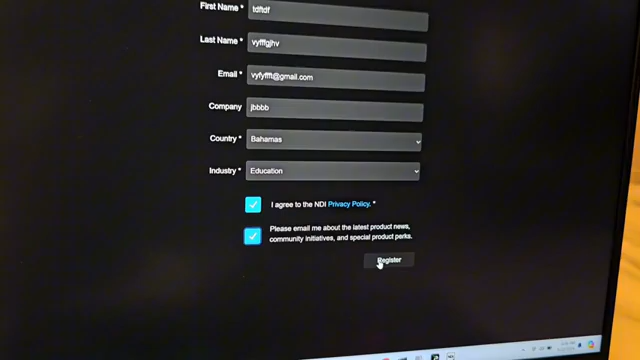 First Name * tdftdf
Last Name * vyfffgjhv
Email * vyfyffft@gmail.com
Company jbbbb
Country * Bahamas
Industry * Education
I agree to the NDI Privacy Policy. *
Please email me about the latest product news,
community initiatives, and special product perks.
Register